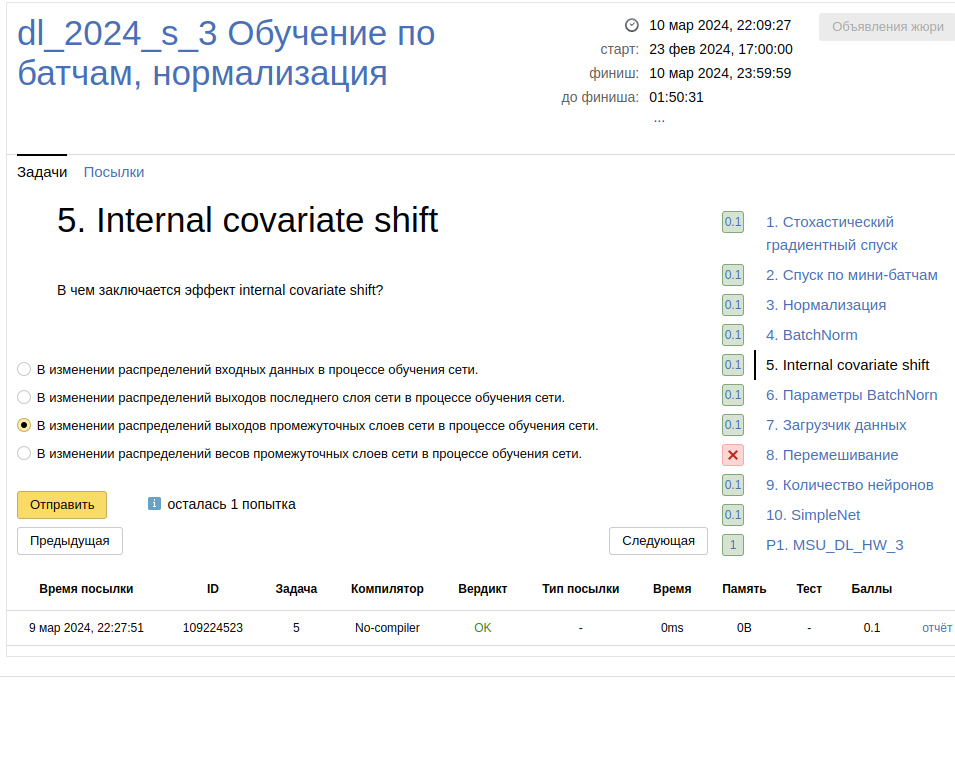 dl_2024_s_3 Обучение по
батчам, нормализация
10 мар 2024, 22:09:27
старт: 23 фев 2024, 17:00:00
финиш: 10 мар 2024, 23:59:59
до финиша: 01:50:31
...
Объявления жюри
Задачи Посылки
5. Internal covariate shift
В чем заключается эффект internal covariate shift?
В изменении распределений входных данных в процессе обучения сети.
В изменении распределений выходов последнего слоя сети в процессе обучения сети.
В изменении распределений выходов промежуточных слоев сети в процессе обучения сети.
В изменении распределений весов промежуточных слоев сети в процессе обучения сети.
Отправить
осталась 1 попытка
Предыдущая
Следующая
0.1 1. Стохастический
градиентный спуск
0.1 2. Спуск по мини-батчам
0.1 3. Нормализация
0.1 4. BatchNorm
0.1 5. Internal covariate shift
0.1 6. Параметры BatchNorn
0.1 7. Загрузчик данных
8. Перемешивание
0.1 9. Количество нейронов
0.1 10. SimpleNet
1 P1. MSU_DL_HW_3
Время посылки ID Задача Компилятор Вердикт Тип посылки Время Память Тест Баллы
9 мар 2024, 22:27:51 109224523 5 No-compiler OK - 0ms 0B - 0.1 отчёт